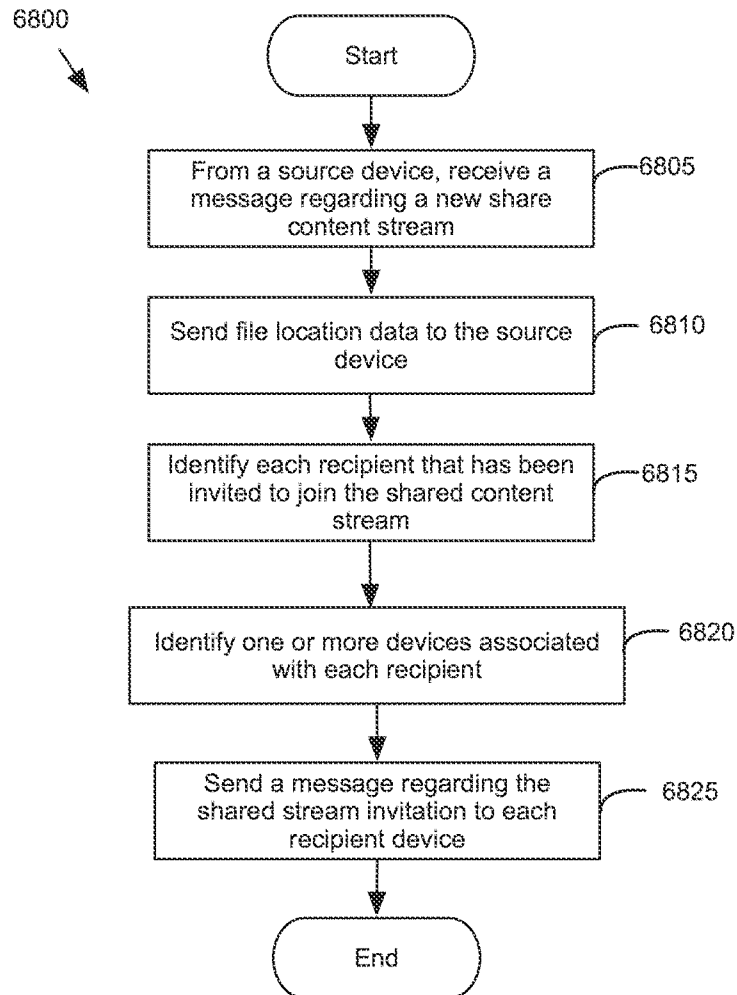 6800
Start
From a source device, receive a
message regarding a new share
content stream
6805
Send file location data to the source
device
6810
Identify each recipient that has been
invited to join the shared content
stream
6815
Identify one or more devices associated
with each recipient
6820
Send a message regarding the
shared stream invitation to each
recipient device
6825
End